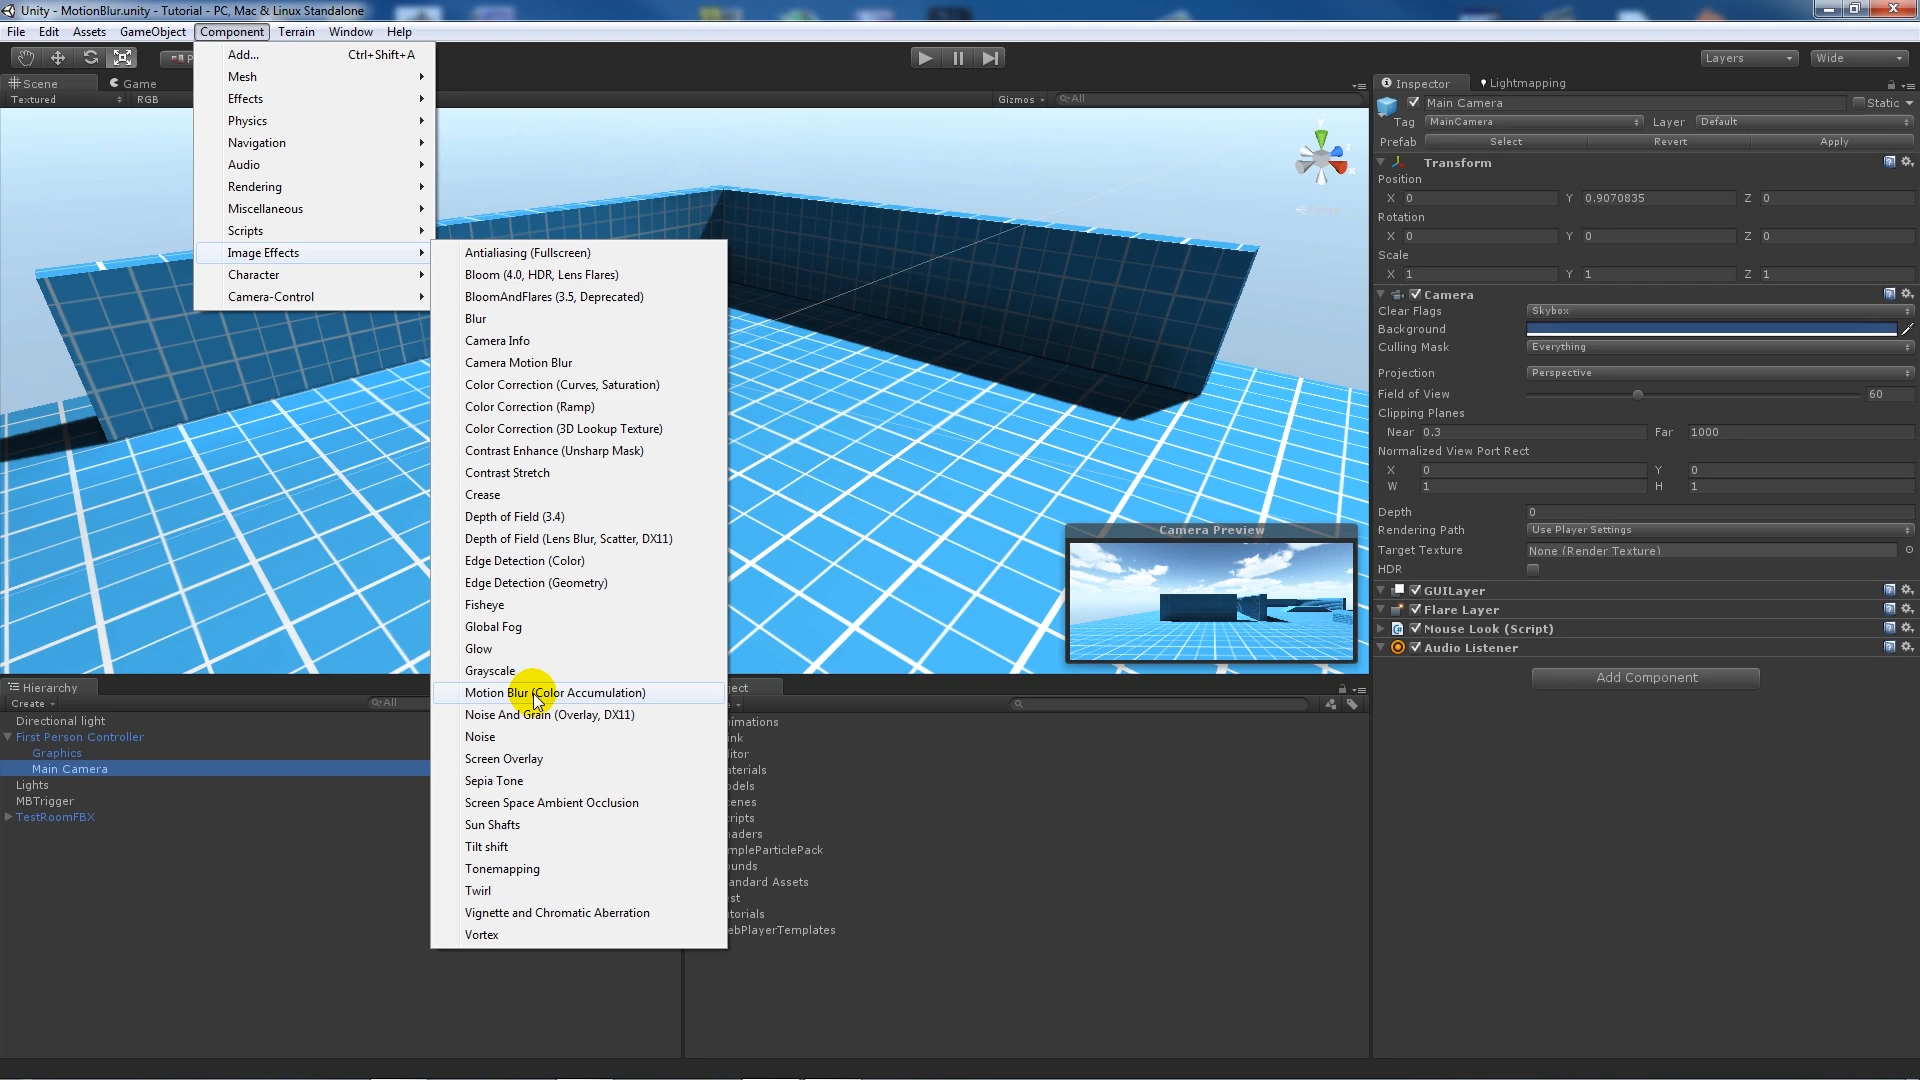 Unity - MotionBlur.unity - Tutorial - PC, Mac & Linux Standalone
File Edit Assets GameObject Component Terrain Window Help
Layers Wide
Scene Game
Textured RGB Gizmos All
Add... Ctrl+Shift+A
Mesh
Effects
Physics
Navigation
Audio
Rendering
Miscellaneous
Scripts
Image Effects
Character
Camera-Control
Antialiasing (Fullscreen)
Bloom (4.0, HDR, Lens Flares)
BloomAndFlares (3.5, Deprecated)
Blur
Camera Info
Camera Motion Blur
Color Correction (Curves, Saturation)
Color Correction (Ramp)
Color Correction (3D Lookup Texture)
Contrast Enhance (Unsharp Mask)
Contrast Stretch
Crease
Depth of Field (3.4)
Depth of Field (Lens Blur, Scatter, DX11)
Edge Detection (Color)
Edge Detection (Geometry)
Fisheye
Global Fog
Glow
Grayscale
Motion Blur (Color Accumulation)
Noise And Grain (Overlay, DX11)
Noise
Screen Overlay
Sepia Tone
Screen Space Ambient Occlusion
Sun Shafts
Tilt shift
Tonemapping
Twirl
Vignette and Chromatic Aberration
Vortex
y
z
x
Persp
Camera Preview
Hierarchy
Create All
Directional light
First Person Controller
Graphics
Main Camera
Lights
MBTrigger
TestRoomFBX
ject
nimations
ink
itor
aterials
odels
enes
ripts
haders
mpleParticlePack
unds
andard Assets
est
torials
ebPlayerTemplates
Inspector Lightmapping
Main Camera Static
Tag MainCamera Layer Default
Prefab Select Revert Apply
Transform
Position
X 0 Y 0.9070835 Z 0
Rotation
X 0 Y 0 Z 0
Scale
X 1 Y 1 Z 1
Camera
Clear Flags Skybox
Background
Culling Mask Everything
Projection Perspective
Field of View 60
Clipping Planes
Near 0.3 Far 1000
Normalized View Port Rect
X 0 Y 0
W 1 H 1
Depth 0
Rendering Path Use Player Settings
Target Texture None (Render Texture)
HDR
GUILayer
Flare Layer
Mouse Look (Script)
Audio Listener
Add Component